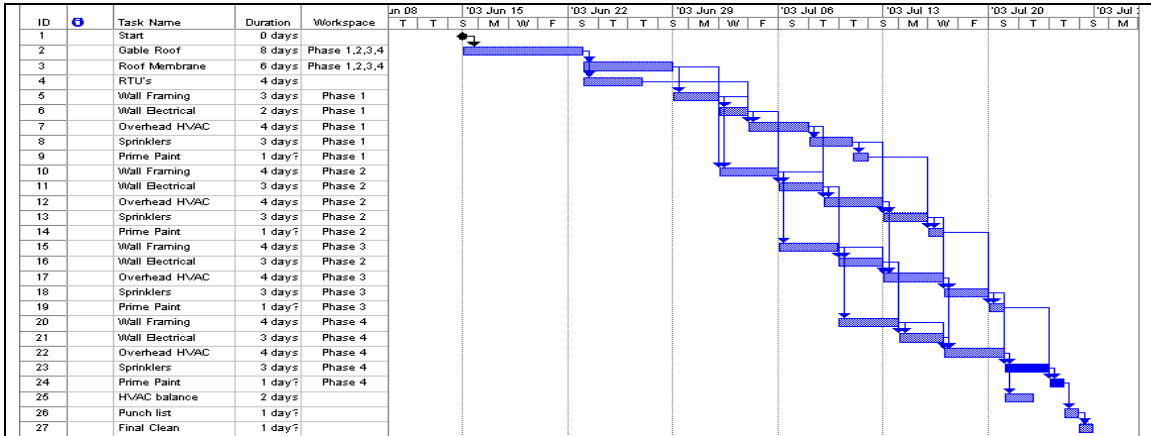 un 08 '03 Jun 15 '03 Jun 22 '03 Jun 29 '03 Jul 06 '03 Jul 13 '03 Jul 20 '03 Jul
ID Task Name Duration Workspace T T S M W F S T T S M W F S T T S M W F S T T S M
1 Start 0 days
2 Gable Roof 8 days Phase 1,2,3,4
3 Roof Membrane 6 days Phase 1,2,3,4
4 RTU's 4 days
5 Wall Framing 3 days Phase 1
6 Wall Electrical 2 days Phase 1
7 Overhead HVAC 4 days Phase 1
8 Sprinklers 3 days Phase 1
9 Prime Paint 1 day? Phase 1
10 Wall Framing 4 days Phase 2
11 Wall Electrical 3 days Phase 2
12 Overhead HVAC 4 days Phase 2
13 Sprinklers 3 days Phase 2
14 Prime Paint 1 day? Phase 2
15 Wall Framing 4 days Phase 3
16 Wall Electrical 3 days Phase 3
17 Overhead HVAC 4 days Phase 3
18 Sprinklers 3 days Phase 3
19 Prime Paint 1 day? Phase 3
20 Wall Framing 4 days Phase 4
21 Wall Electrical 3 days Phase 4
22 Overhead HVAC 4 days Phase 4
23 Sprinklers 3 days Phase 4
24 Prime Paint 1 day? Phase 4
25 HVAC balance 2 days
26 Punch list 1 day?
27 Final Clean 1 day?